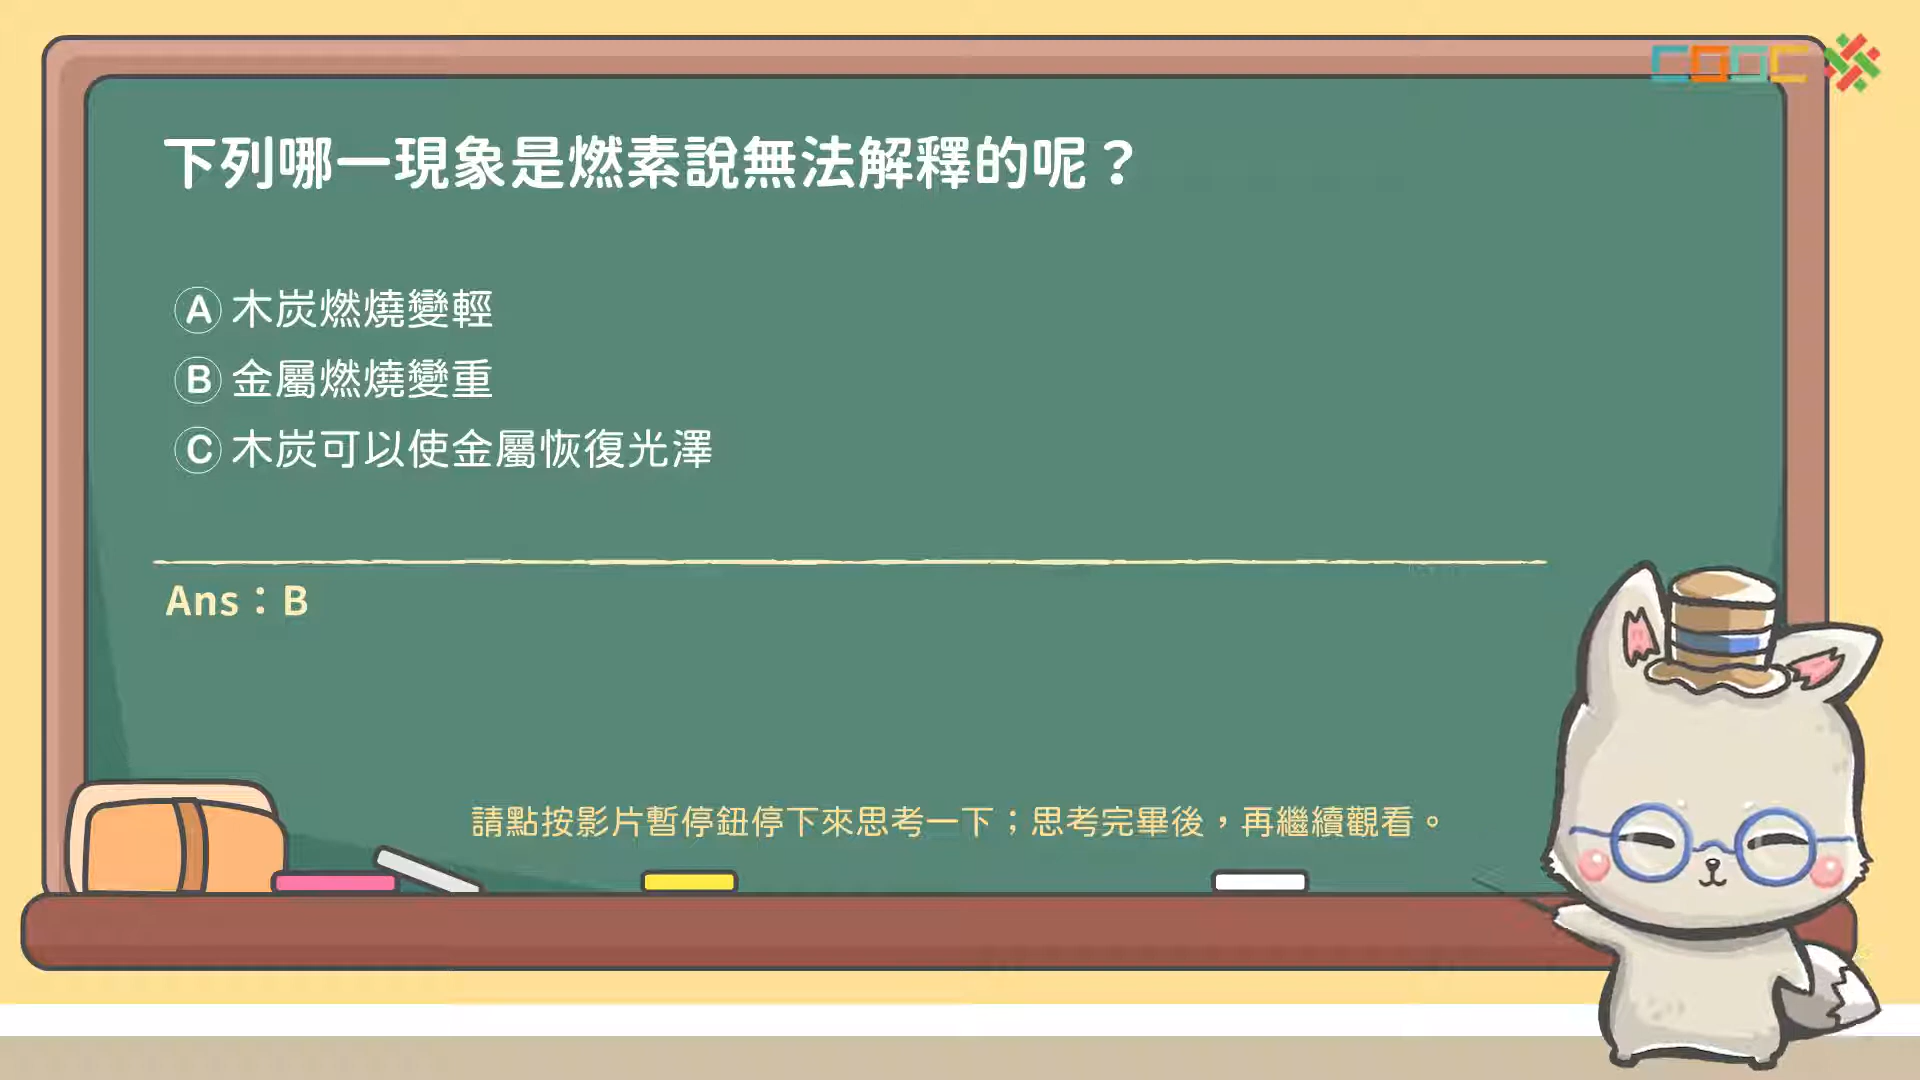 COOC
下列哪一現象是燃素說無法解釋的呢？
Ⓐ 木炭燃燒變輕
Ⓑ 金屬燃燒變重
Ⓒ 木炭可以使金屬恢復光澤
Ans：B
請點按影片暫停鈕停下來思考一下；思考完畢後，再繼續觀看。